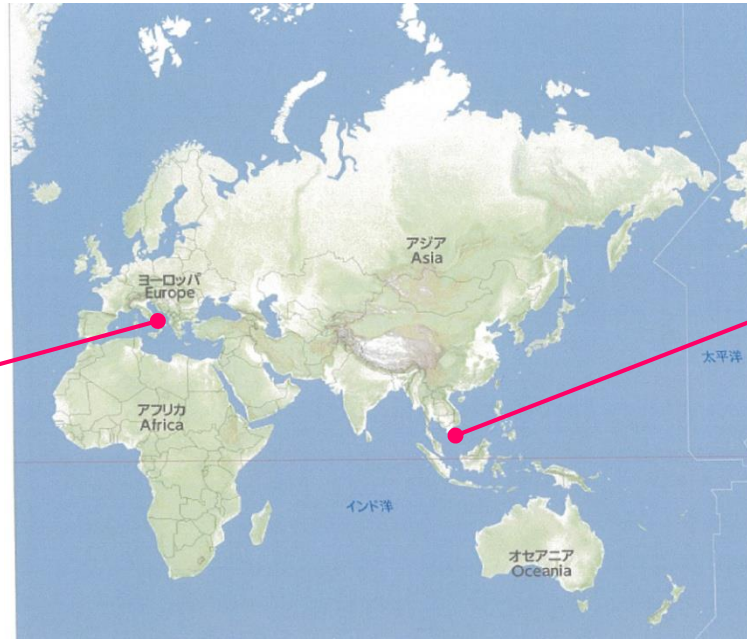 アジア
Asia
ヨーロッパ
Europe
太平洋
アフリカ
Africa
インド洋
オセアニア
Oceania